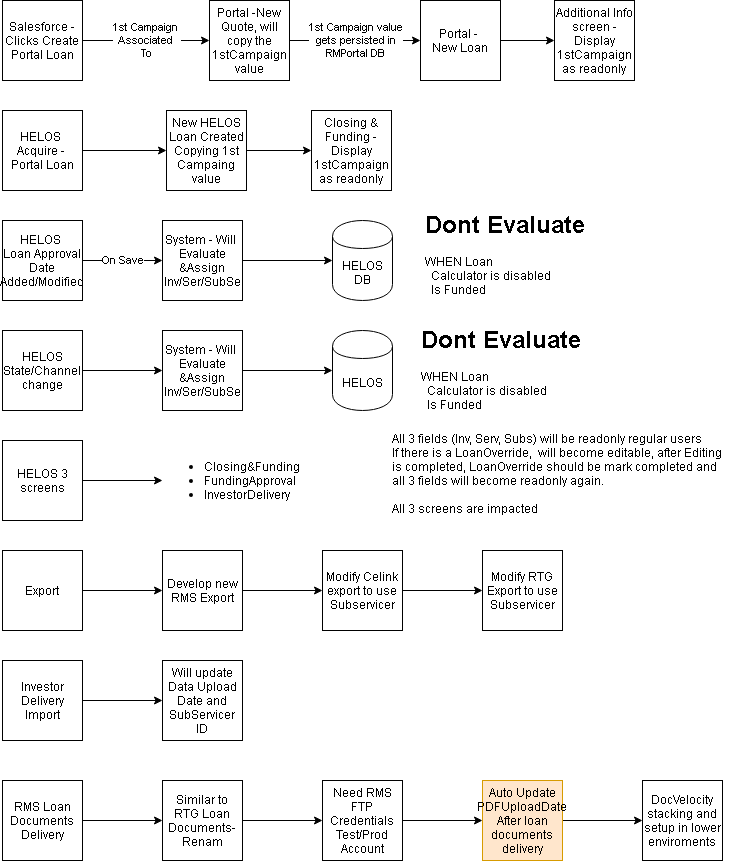 Salesforce -
Clicks Create
Portal Loan
1st Campaign
Associated
To
Portal -New
Quote, will
copy the
1stCampaign
value
1st Campaign value
gets persisted in
RMPortal DB
Portal -
New Loan
Additional Info
screen -
Display
1stCampaign
as readonly
HELOS
Acquire -
Portal Loan
New HELOS
Loan Created
Copying 1st
Campaing
value
Closing &
Funding -
Display
1stCampaign
as readonly
HELOS
Loan Approval
Date
Added/Modified
On Save
System - Will
Evaluate
&Assign
Inv/Ser/SubSe
HELOS
DB
Dont Evaluate
WHEN Loan
Calculator is disabled
Is Funded
HELOS
State/Channel
change
System - Will
Evaluate
&Assign
Inv/Ser/SubSe
HELOS
Dont Evaluate
WHEN Loan
Calculator is disabled
Is Funded
HELOS 3
screens
• Closing&Funding
• FundingApproval
• InvestorDelivery
All 3 fields (Inv, Serv, Subs) will be readonly regular users
If there is a LoanOverride, will become editable, after Editing
is completed, LoanOverride should be mark completed and
all 3 fields will become readonly again.
All 3 screens are impacted
Export
Develop new
RMS Export
Modify Celink
export to use
Subservicer
Modify RTG
Export to use
Subservicer
Investor
Delivery
Import
Will update
Data Upload
Date and
SubServicer
ID
RMS Loan
Documents
Delivery
Similar to
RTG Loan
Documents-
Renam
Need RMS
FTP
Credentials
Test/Prod
Account
Auto Update
PDFUploadDate
After loan
documents
delivery
DocVelocity
stacking and
setup in lower
enviroments